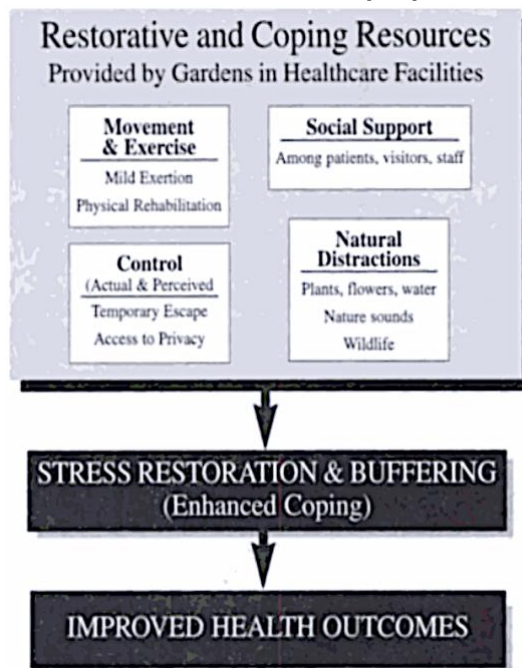 Restorative and Coping Resources
Provided by Gardens in Healthcare Facilities
Movement
& Exercise
Mild Exertion
Physical Rehabilitation
Social Support
Among patients, visitors, staff
Control
(Actual & Perceived
Temporary Escape
Access to Privacy
Natural
Distractions
Plants, flowers, water
Nature sounds
Wildlife
STRESS RESTORATION & BUFFERING
(Enhanced Coping)
IMPROVED HEALTH OUTCOMES